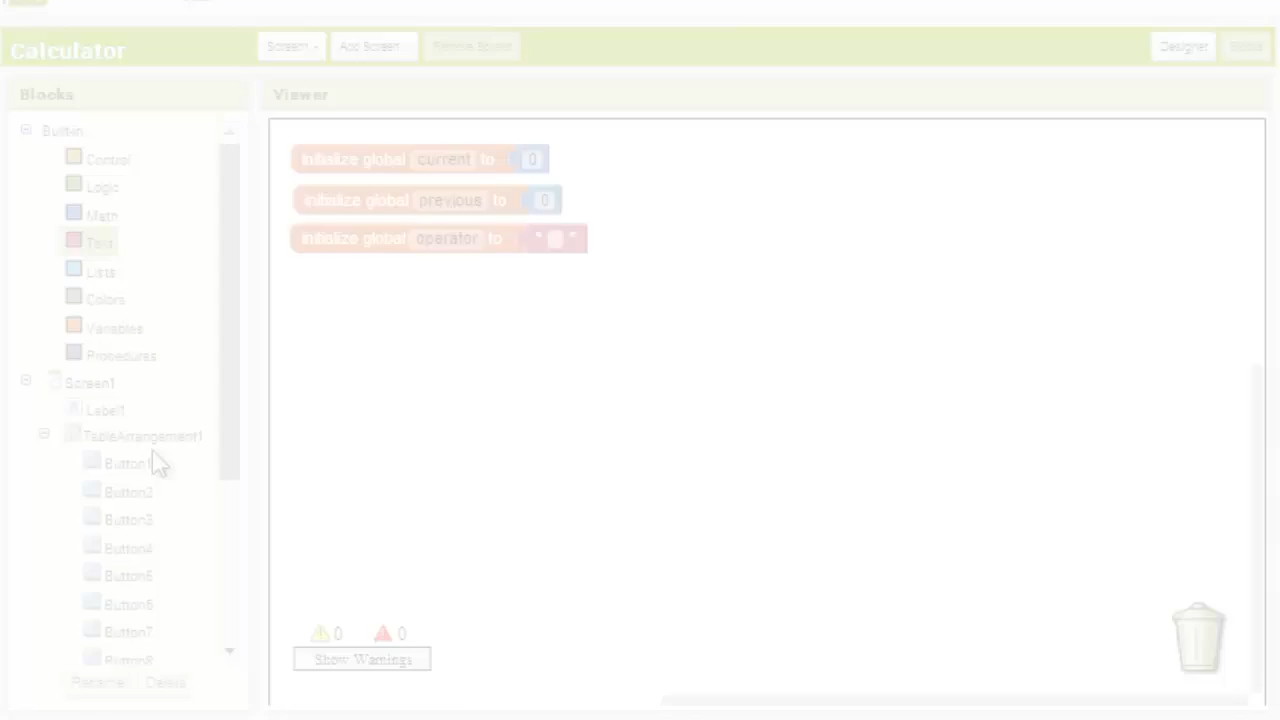 Calculator
Screen
Add Screen
Remove Screen
Designer
Blocks
Viewer
Built-in
Control
Logic
Math
Text
Lists
Colors
Variables
Procedures
Screen1
Label1
TableArrangement1
Button1
Button2
Button3
Button4
Button5
Button6
Button7
Button8
Rename Delete
initialize global current to 0
initialize global previous to 0
initialize global operator to " "
0 0
Show Warnings